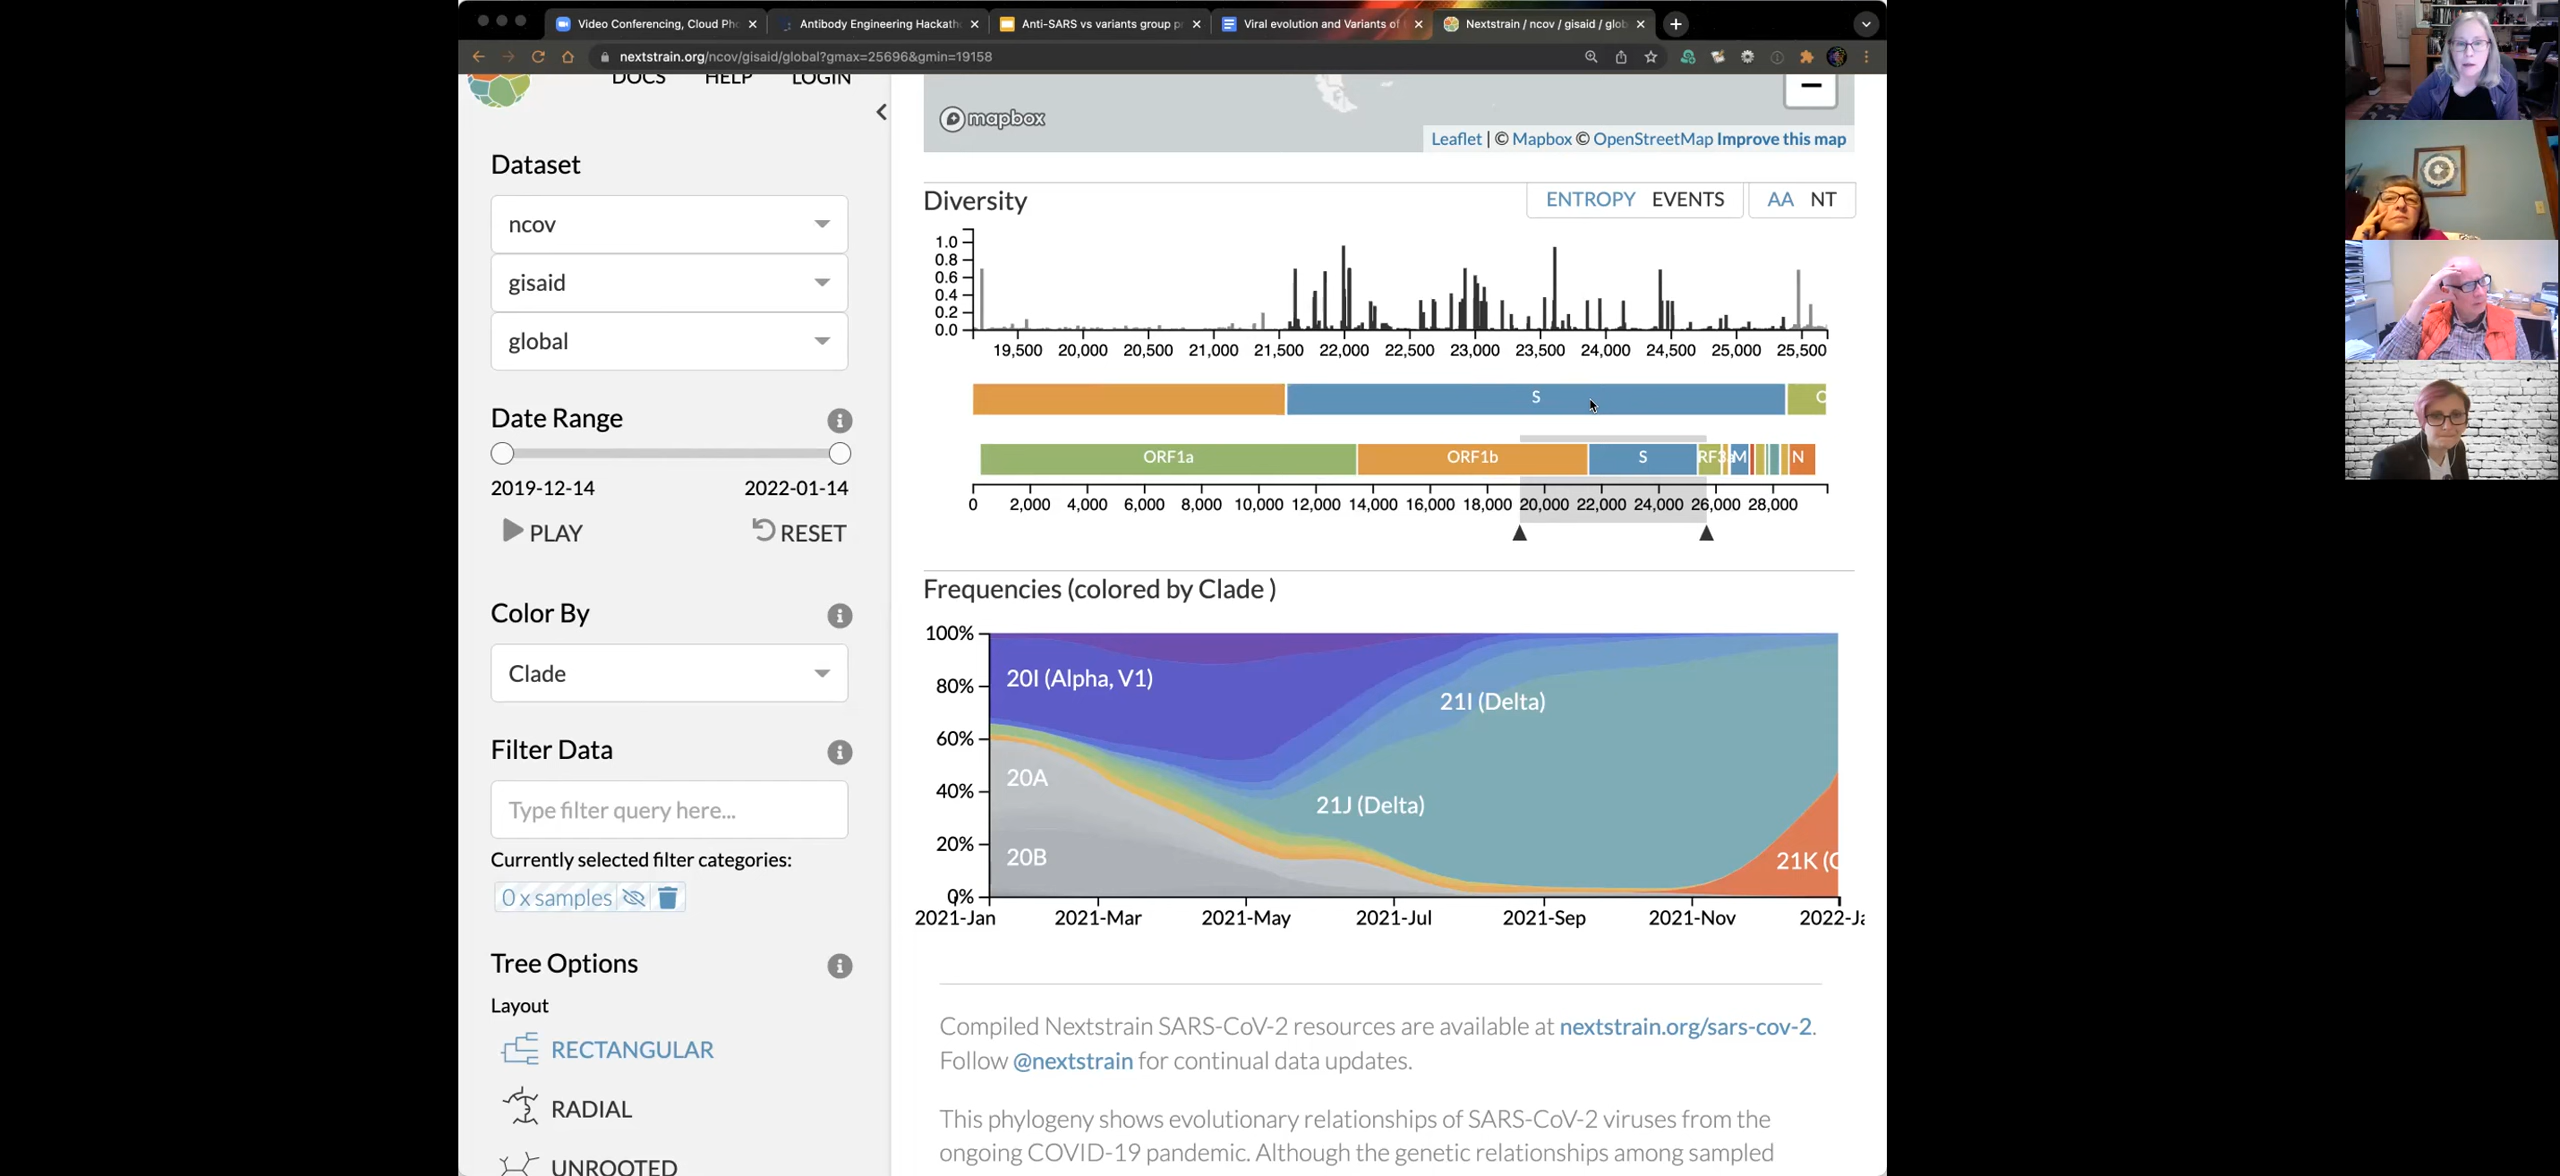 Video Conferencing, Cloud Pho
Antibody Engineering Hackath
Anti-SARS vs variants group p
Viral evolution and Variants of
Nextstrain / ncov / gisaid / glob
nextstrain.org/ncov/gisaid/global?gmax=25696&gmin=19158
DOCS HELP LOGIN
mapbox
Leaflet | © Mapbox © OpenStreetMap Improve this map
Dataset
ncov
gisaid
global
Date Range
2019-12-14 2022-01-14
PLAY RESET
Color By
Clade
Filter Data
Type filter query here...
Currently selected filter categories:
0 x samples
Tree Options
Layout
RECTANGULAR
RADIAL
UNROOTED
Diversity
ENTROPY EVENTS AA NT
1.0
0.8
0.6
0.4
0.2
0.0
19,500 20,000 20,500 21,000 21,500 22,000 22,500 23,000 23,500 24,000 24,500 25,000 25,500
S
ORF1a ORF1b S RF3a M N
0 2,000 4,000 6,000 8,000 10,000 12,000 14,000 16,000 18,000 20,000 22,000 24,000 26,000 28,000
Frequencies (colored by Clade )
100%
80%
60%
40%
20%
0%
20I (Alpha, V1)
21I (Delta)
20A
21J (Delta)
20B
21K (O
2021-Jan 2021-Mar 2021-May 2021-Jul 2021-Sep 2021-Nov 2022-Ja
Compiled Nextstrain SARS-CoV-2 resources are available at nextstrain.org/sars-cov-2.
Follow @nextstrain for continual data updates.
This phylogeny shows evolutionary relationships of SARS-CoV-2 viruses from the
ongoing COVID-19 pandemic. Although the genetic relationships among sampled